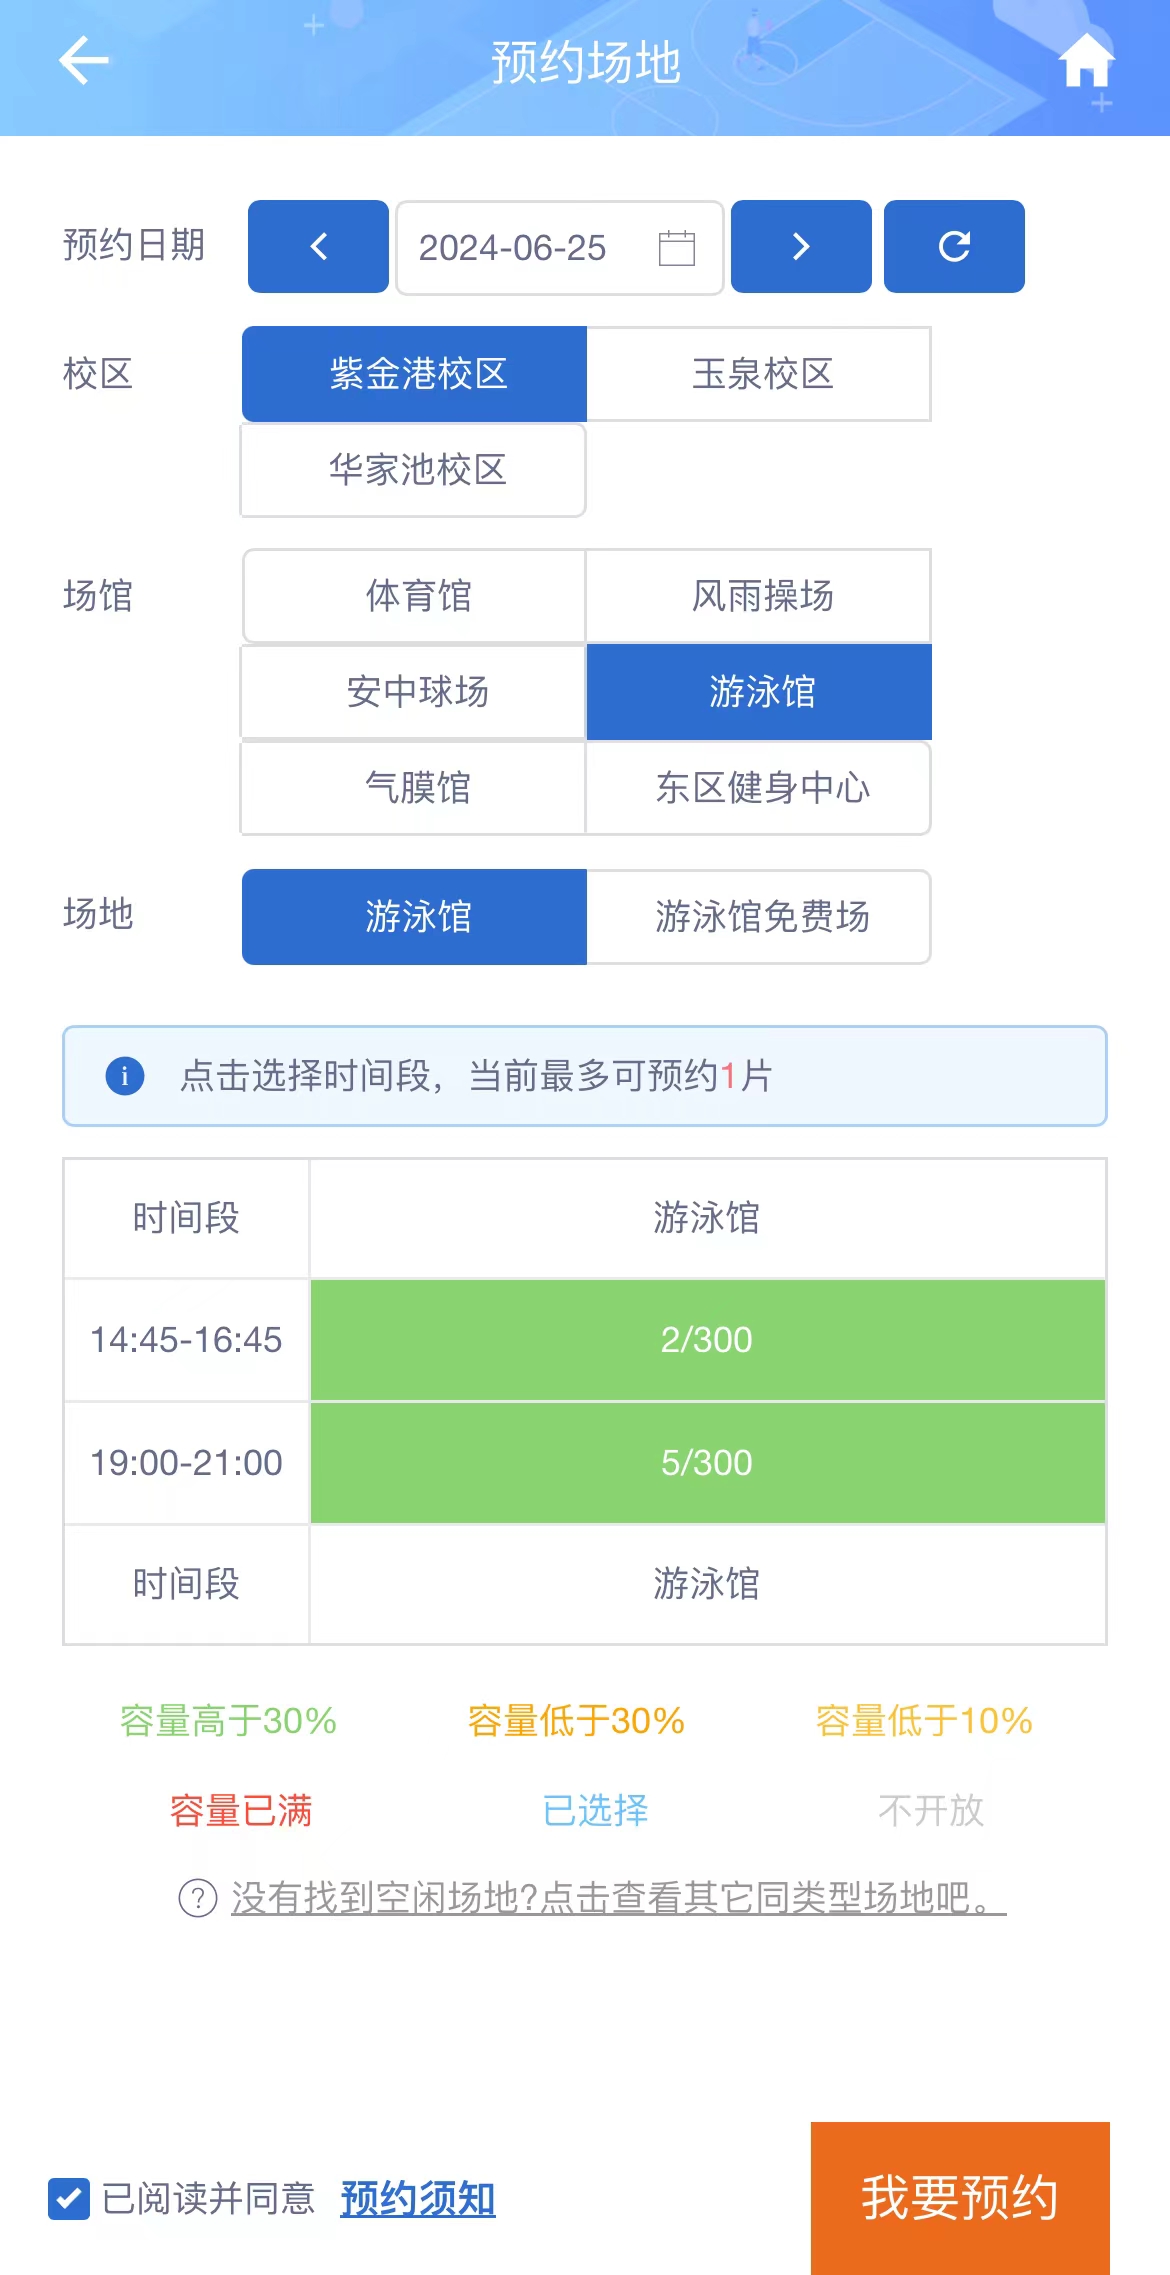 预约场地
预约日期 2024-06-25
校区 紫金港校区 玉泉校区
华家池校区
场馆 体育馆 风雨操场
安中球场 游泳馆
气膜馆 东区健身中心
场地 游泳馆 游泳馆免费场
点击选择时间段，当前最多可预约1片
时间段 游泳馆
14:45-16:45 2/300
19:00-21:00 5/300
时间段 游泳馆
容量高于30% 容量低于30% 容量低于10%
容量已满 已选择 不开放
没有找到空闲场地?点击查看其它同类型场地吧。
已阅读并同意 预约须知 我要预约